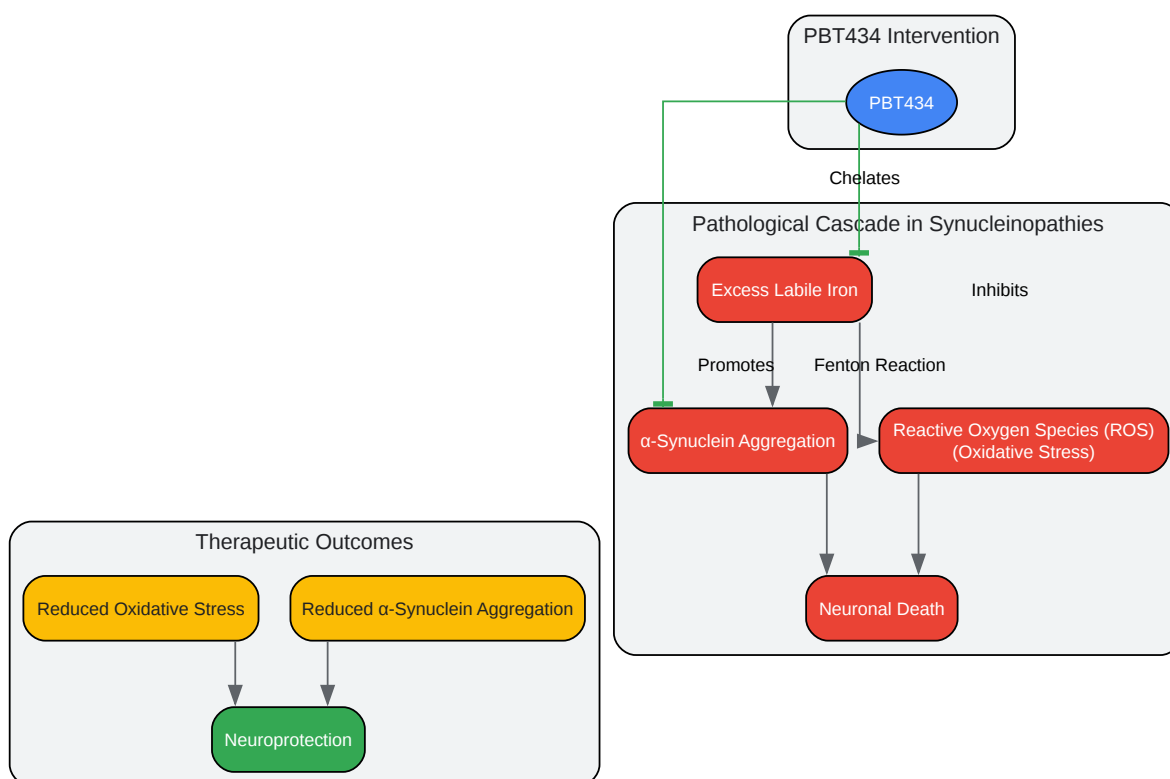 PBT434 Intervention
PBT434
Chelates
Pathological Cascade in Synucleinopathies
Excess Labile Iron
Inhibits
Promotes
Fenton Reaction
α-Synuclein Aggregation
Reactive Oxygen Species (ROS)
(Oxidative Stress)
Neuronal Death
Therapeutic Outcomes
Reduced Oxidative Stress
Reduced α-Synuclein Aggregation
Neuroprotection